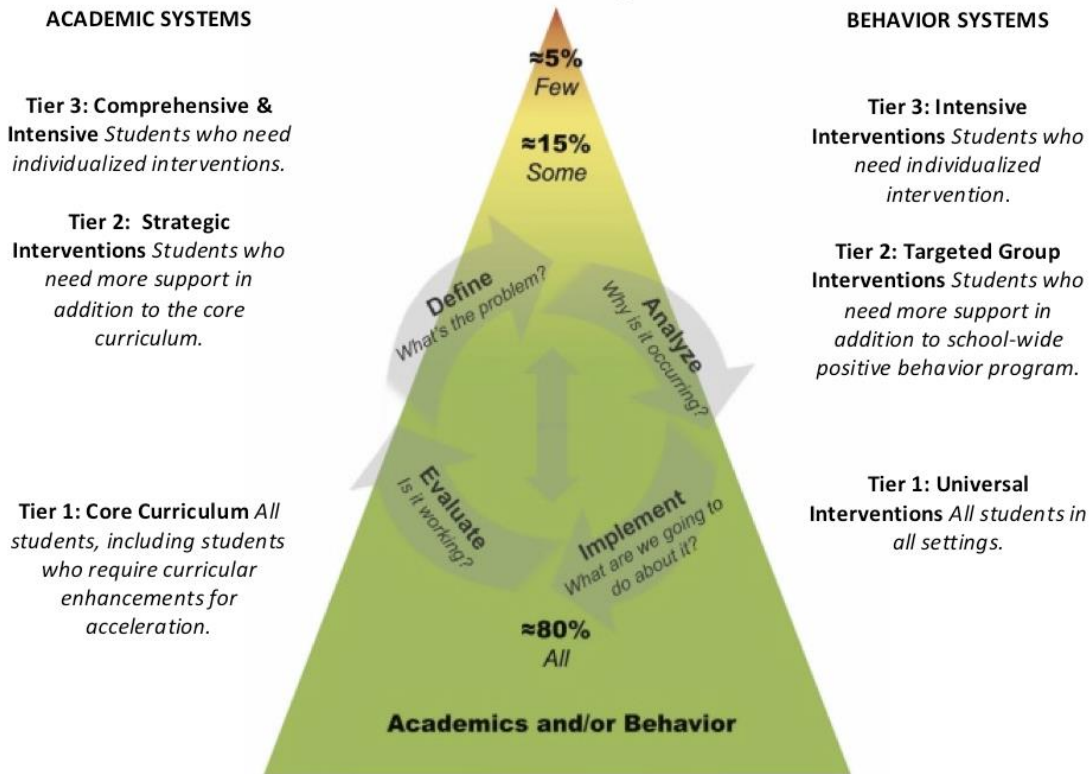 ACADEMIC SYSTEMS
Tier 3: Comprehensive &
Intensive Students who need
individualized interventions.
Tier 2:  Strategic
Interventions Students who
need more support in
addition to the core
curriculum.
Tier 1: Core Curriculum All
students, including students
who require curricular
enhancements for
acceleration.
≈5%
Few
≈15%
Some
Define
What's the problem?
Analyze
Why is it occurring?
Implement
What are we going to
do about it?
Evaluate
Is it working?
≈80%
All
Academics and/or Behavior
BEHAVIOR SYSTEMS
Tier 3: Intensive
Interventions Students who
need individualized
intervention.
Tier 2: Targeted Group
Interventions Students who
need more support in
addition to school-wide
positive behavior program.
Tier 1: Universal
Interventions All students in
all settings.